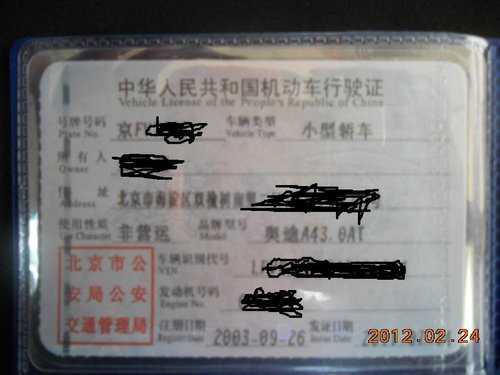 中华人民共和国机动车行驶证
Vehicle License of the People's Republic of China
号牌号码 京F 车辆类型 小型轿车
Plate No. Vehicle Type
所有人
Owner
住址 北京市海淀区双榆树南
Address
使用性质 非营运 品牌型号 奥迪A43.0AT
Use Character Model
北京市公 车辆识别代号 L
VIN
安局公安 发动机号码
Engine No.
交通管理局 注册日期 2003-09-26 发证日期
Register Date Issue Date
2012.02.24